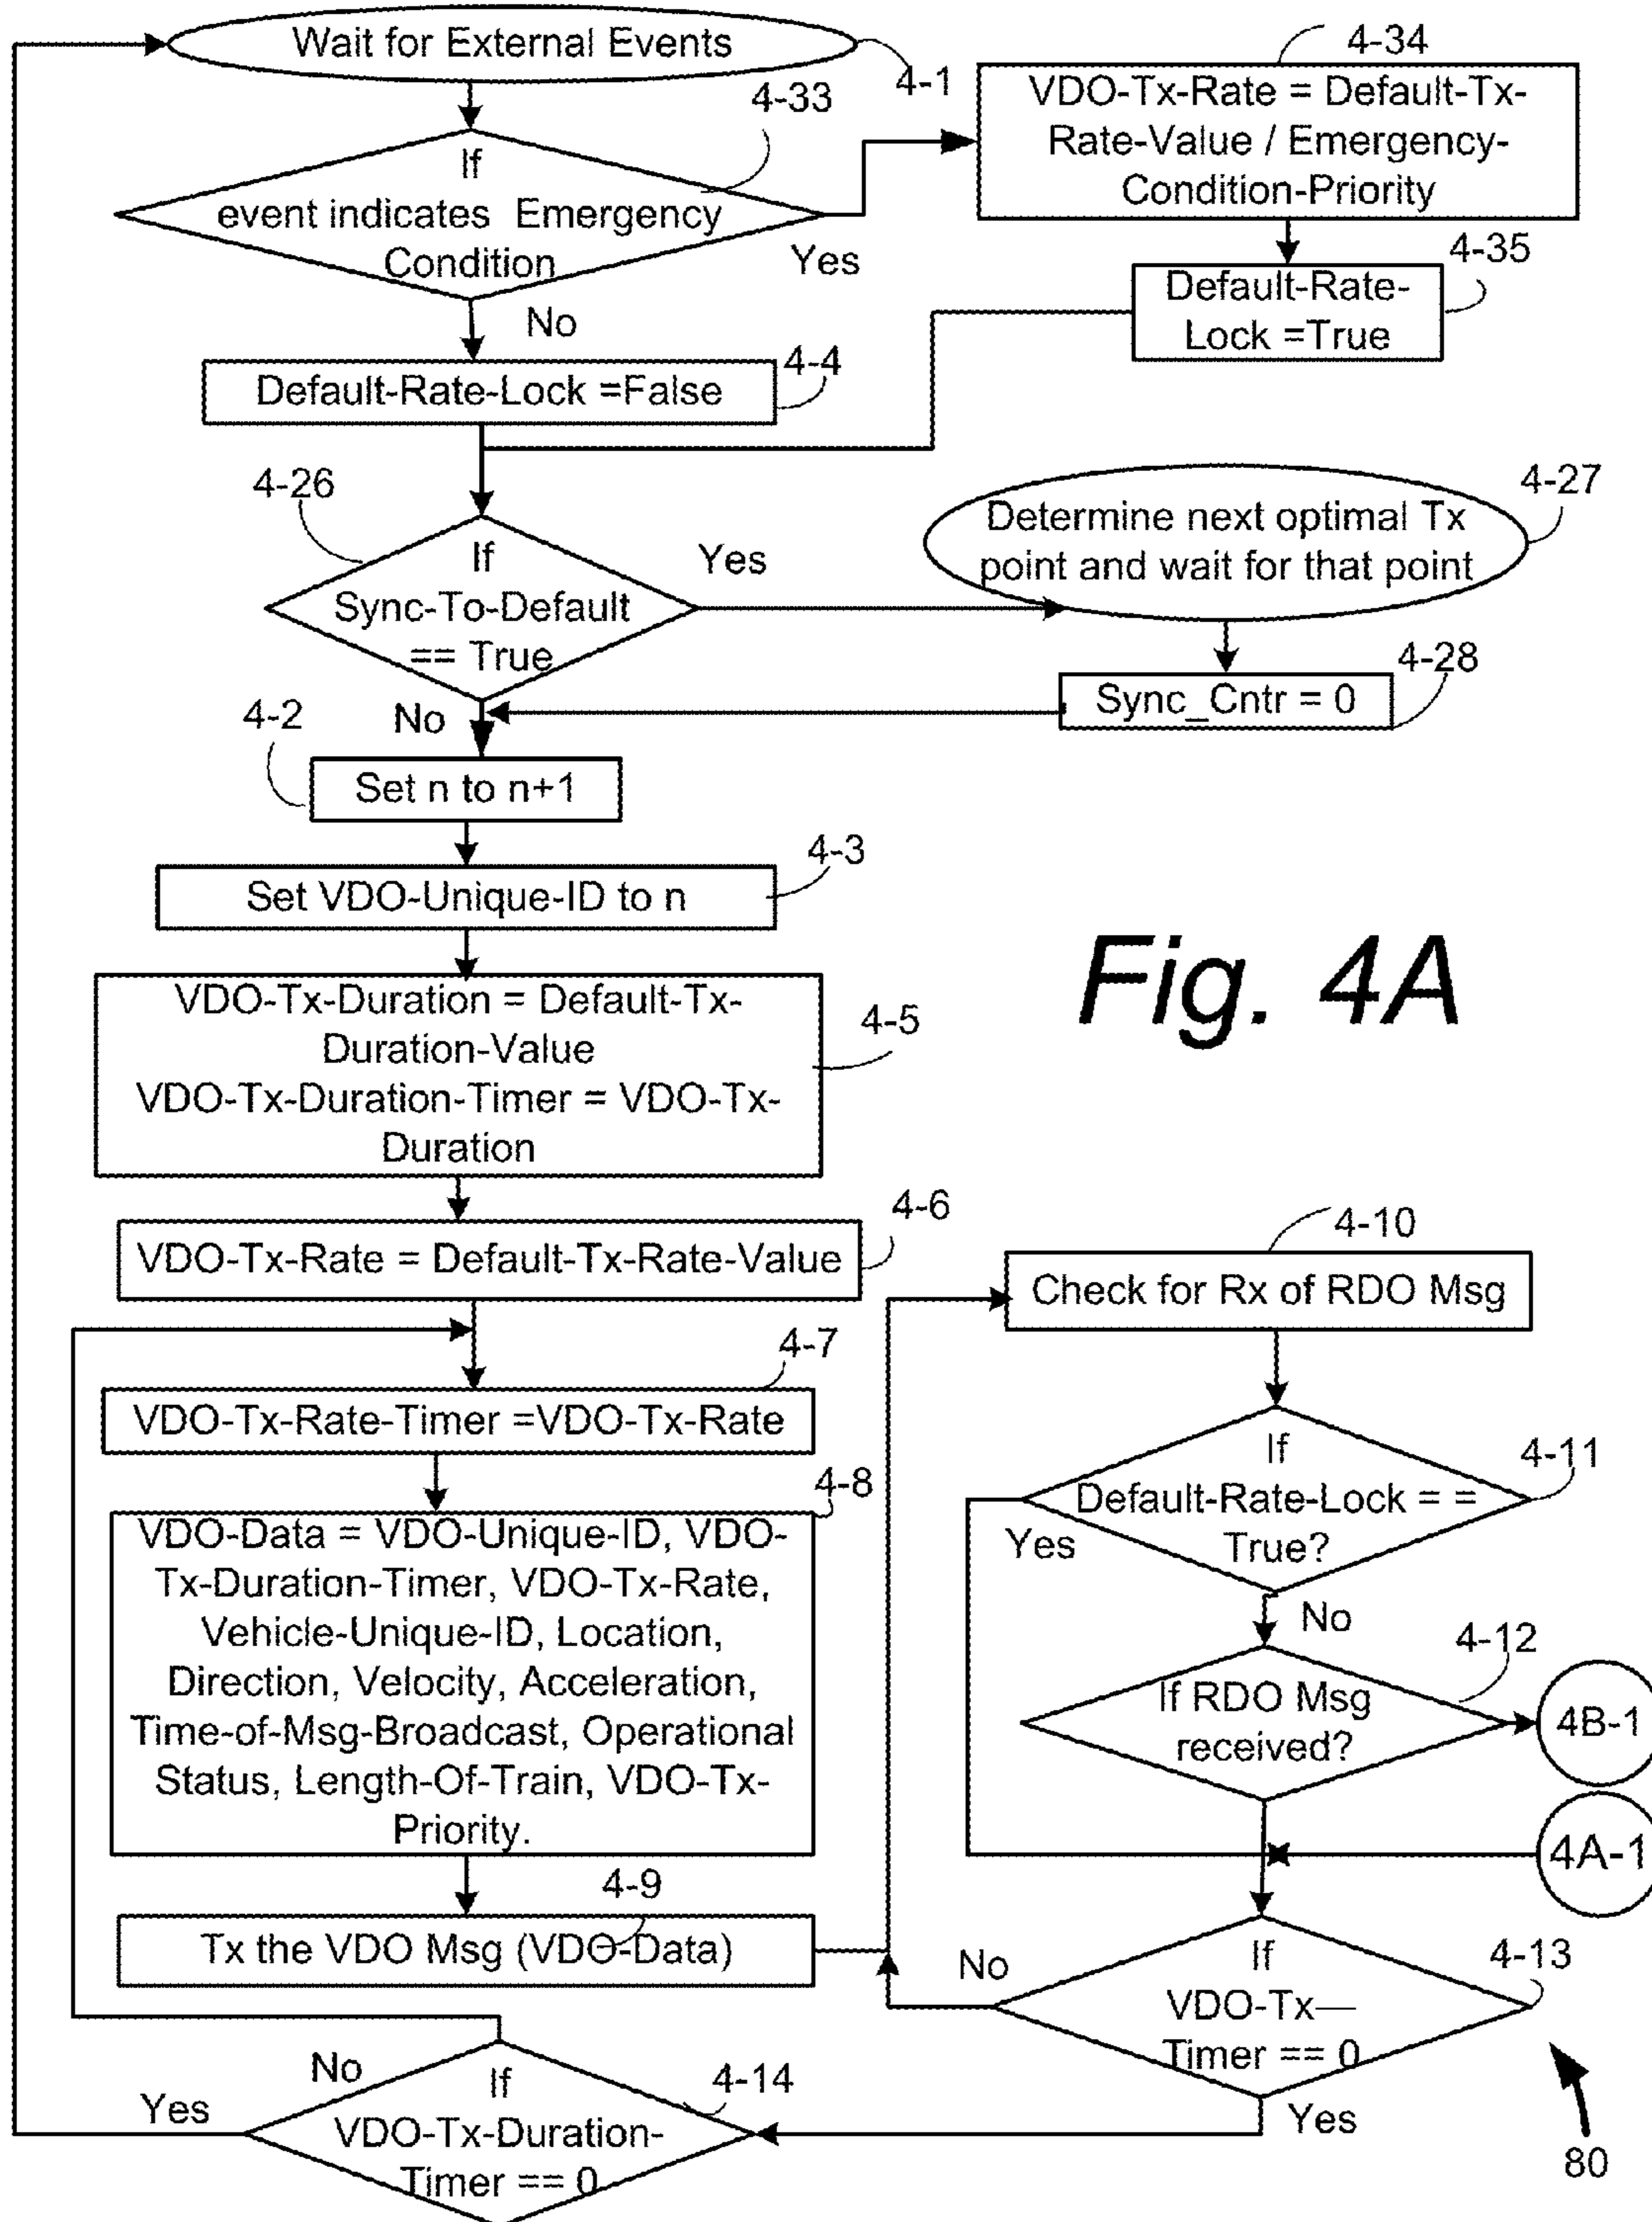 Wait for External Events
4-1
4-33
If
event indicates Emergency
Condition
Yes
No
4-34
VDO-Tx-Rate = Default-Tx-
Rate-Value / Emergency-
Condition-Priority
4-35
Default-Rate-
Lock =True
Default-Rate-Lock =False
4-4
4-26
If
Sync-To-Default
== True
Yes
No
4-27
Determine next optimal Tx
point and wait for that point
4-28
Sync_Cntr = 0
4-2
Set n to n+1
4-3
Set VDO-Unique-ID to n
Fig. 4A
VDO-Tx-Duration = Default-Tx-
Duration-Value
VDO-Tx-Duration-Timer = VDO-Tx-
Duration
4-5
4-6
VDO-Tx-Rate = Default-Tx-Rate-Value
4-7
VDO-Tx-Rate-Timer =VDO-Tx-Rate
4-8
VDO-Data = VDO-Unique-ID, VDO-
Tx-Duration-Timer, VDO-Tx-Rate,
Vehicle-Unique-ID, Location,
Direction, Velocity, Acceleration,
Time-of-Msg-Broadcast, Operational
Status, Length-Of-Train, VDO-Tx-
Priority.
4-9
Tx the VDO Msg (VDO-Data)
4-10
Check for Rx of RDO Msg
4-11
If
Default-Rate-Lock = =
True?
Yes
No
4-12
If RDO Msg
received?
4B-1
4A-1
4-13
If
VDO-Tx—
Timer == 0
No
Yes
4-14
If
VDO-Tx-Duration-
Timer == 0
No
Yes
80